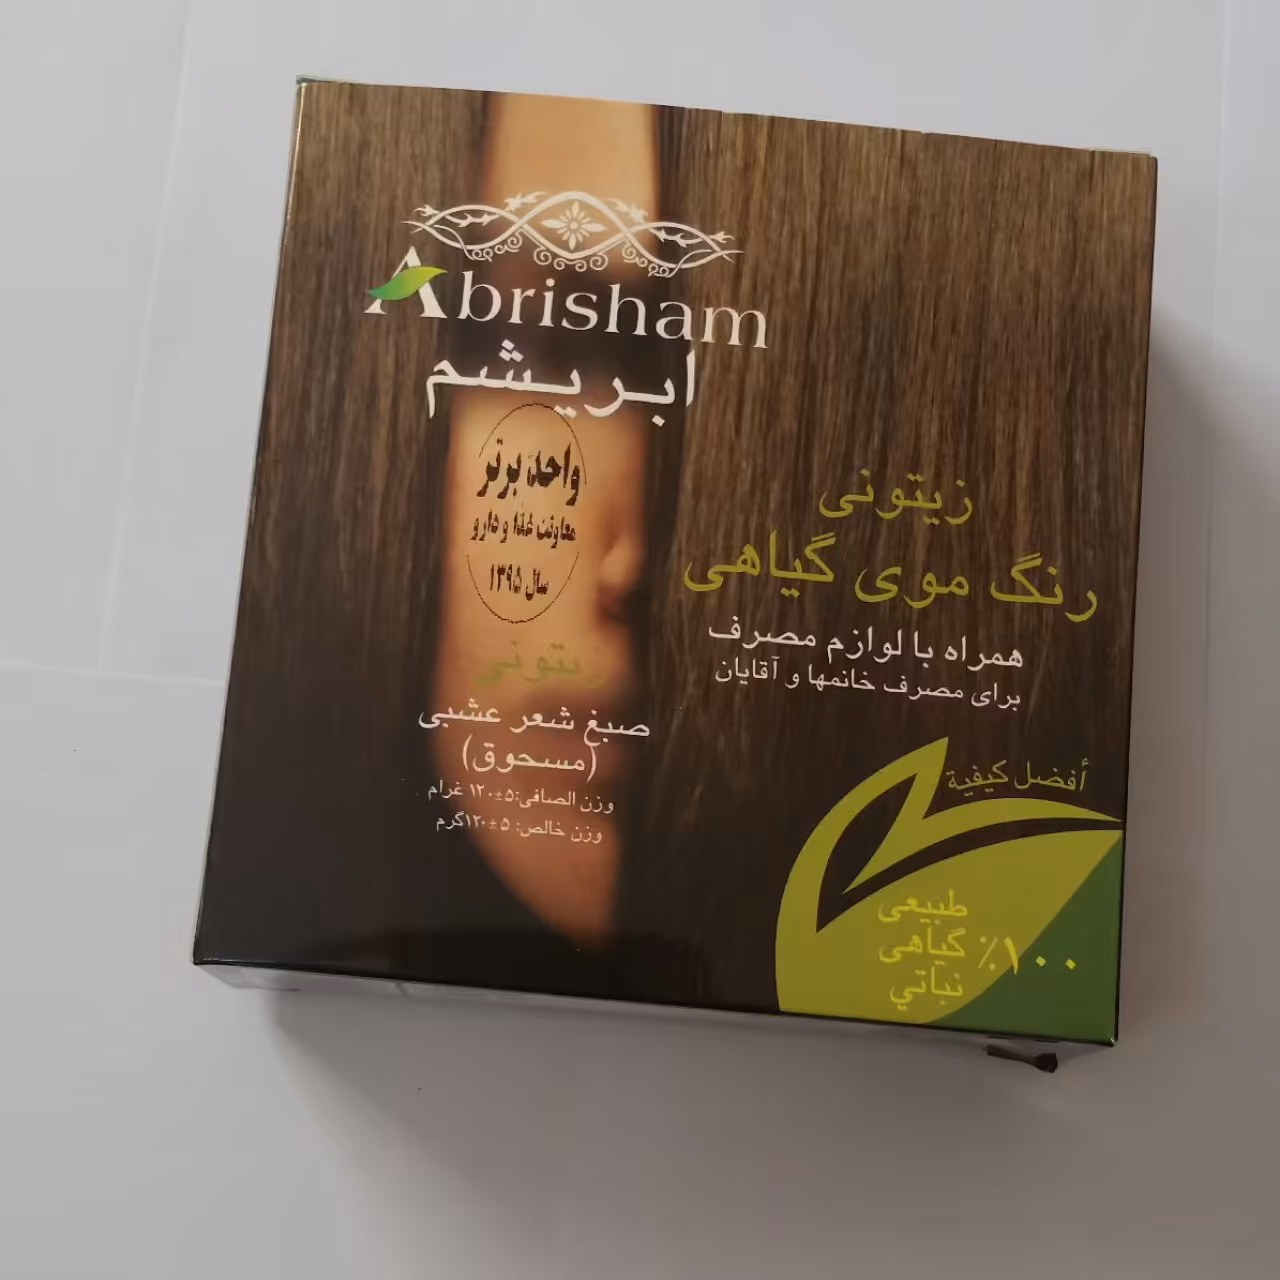 Abrisham
ابریشم
واحد برتر
معاونت غذا و دارو
سال ۱۳۹۵
زیتونی
رنگ موی گیاهی
همراه با لوازم مصرف
برای مصرف خانمها و آقایان
زیتونی
صبغ شعر عشبی
(مسحوق)
وزن الصافی:۵±۱۲۰ غرام
وزن خالص: ۵±۱۲۰گرم
أفضل کیفیة
طبیعی
گیاهی
نباتي
٪۱۰۰